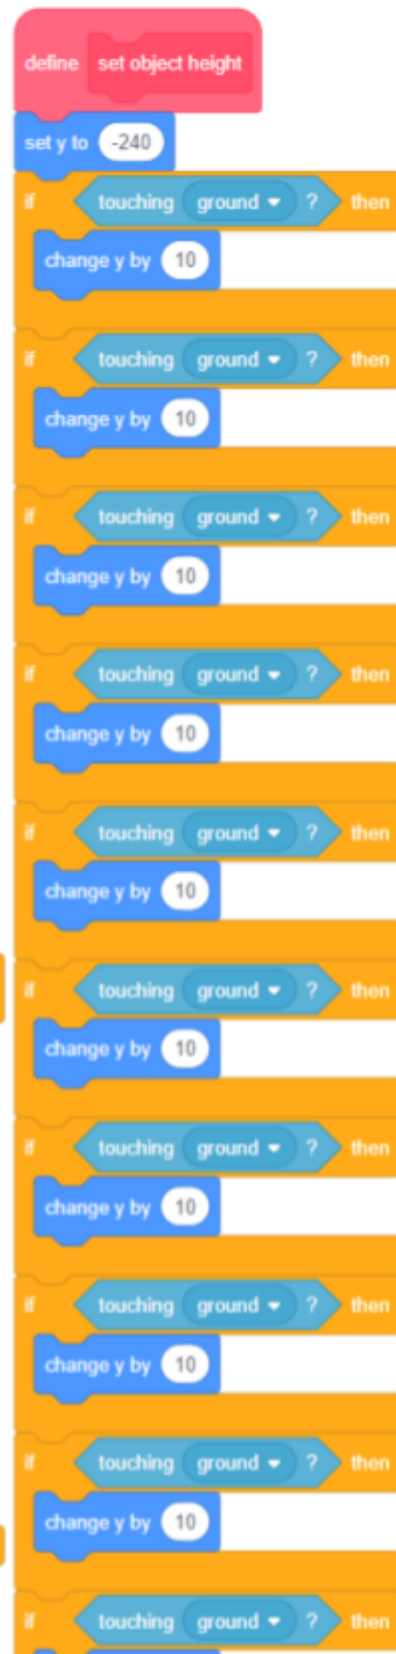 define set object height
set y to -240
if touching ground ? then
change y by 10
if touching ground ? then
change y by 10
if touching ground ? then
change y by 10
if touching ground ? then
change y by 10
if touching ground ? then
change y by 10
if touching ground ? then
change y by 10
if touching ground ? then
change y by 10
if touching ground ? then
change y by 10
if touching ground ? then
change y by 10
if touching ground ? then